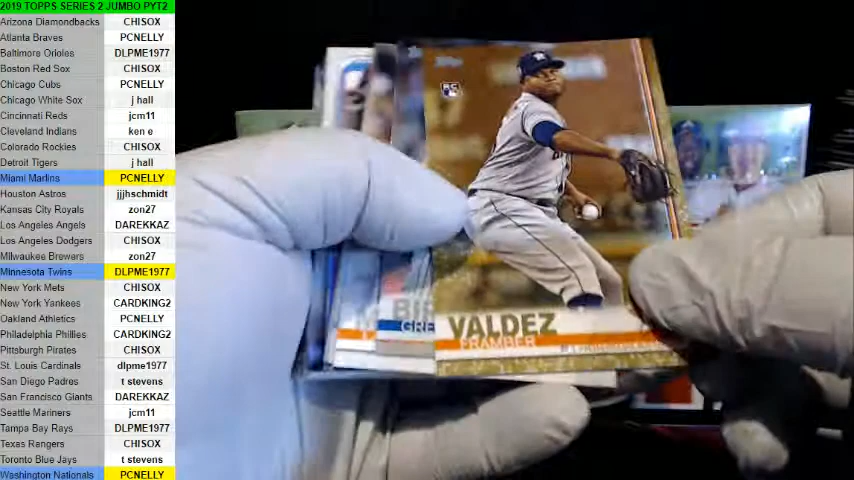 2019 TOPPS SERIES 2 JUMBO PYT2
Arizona Diamondbacks CHISOX
Atlanta Braves PCNELLY
Baltimore Orioles DLPME1977
Boston Red Sox CHISOX
Chicago Cubs PCNELLY
Chicago White Sox j hall
Cincinnati Reds jcm11
Cleveland Indians ken e
Colorado Rockies CHISOX
Detroit Tigers j hall
Miami Marlins PCNELLY
Houston Astros jjjhschmidt
Kansas City Royals zon27
Los Angeles Angels DAREKKAZ
Los Angeles Dodgers CHISOX
Milwaukee Brewers zon27
Minnesota Twins DLPME1977
New York Mets CHISOX
New York Yankees CARDKING2
Oakland Athletics PCNELLY
Philadelphia Phillies CARDKING2
Pittsburgh Pirates CHISOX
St. Louis Cardinals dlpme1977
San Diego Padres t stevens
San Francisco Giants DAREKKAZ
Seattle Mariners jcm11
Tampa Bay Rays DLPME1977
Texas Rangers CHISOX
Toronto Blue Jays t stevens
Washington Nationals PCNELLY
Topps
RC
BI
GRE
VALDEZ
FRAMBER